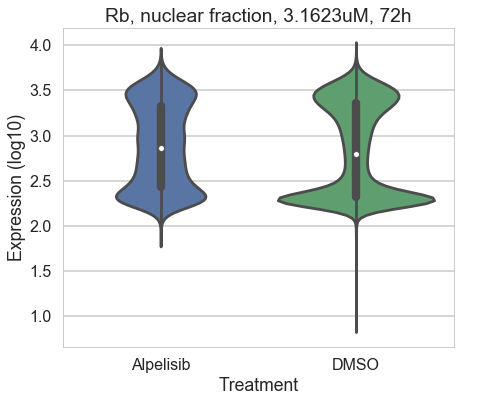 Rb, nuclear fraction, 3.1623uM, 72h
4.0
3.5
3.0
2.5
2.0
1.5
1.0
Expression (log10)
Alpelisib
DMSO
Treatment